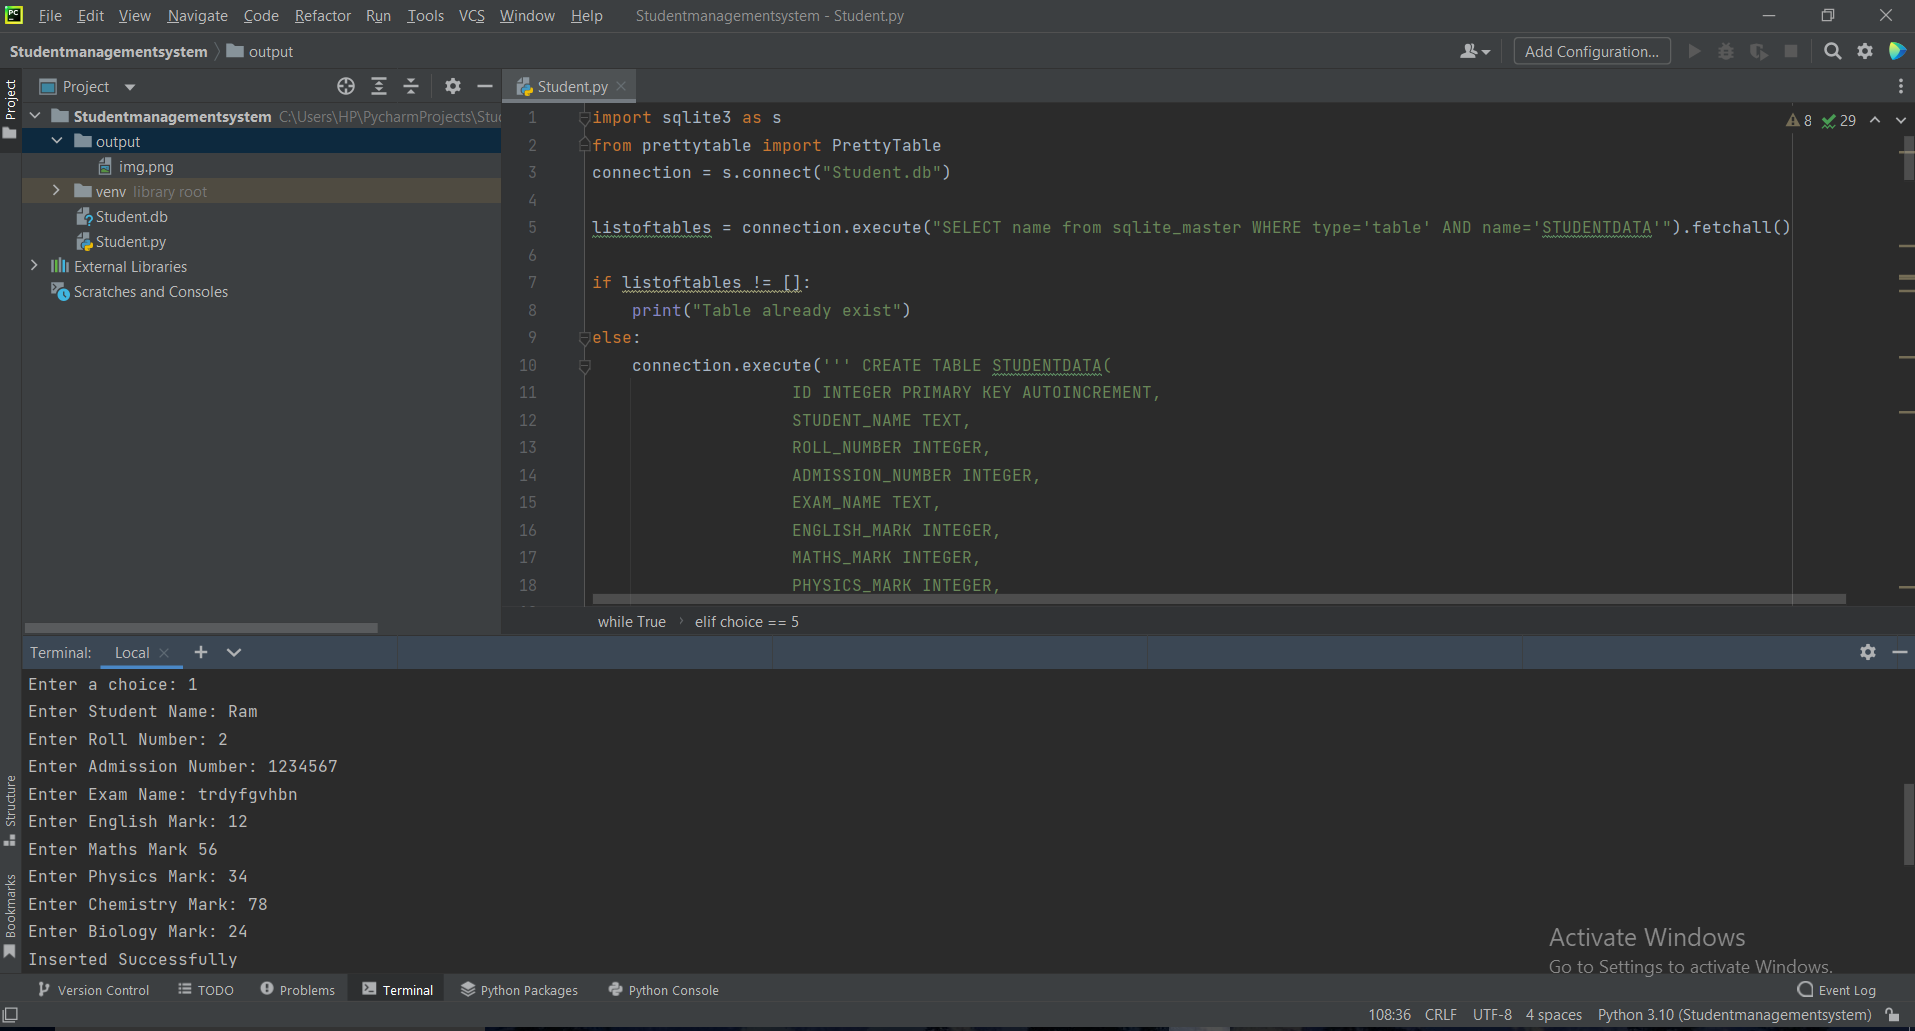 PC File Edit View Navigate Code Refactor Run Tools VCS Window Help Studentmanagementsystem - Student.py
Studentmanagementsystem output
Add Configuration...
Project
Project
Student.py
Studentmanagementsystem C:\Users\HP\PycharmProjects\Stu
output
img.png
venv library root
Student.db
Student.py
External Libraries
Scratches and Consoles
8 29
1 import sqlite3 as s
2 from prettytable import PrettyTable
3 connection = s.connect("Student.db")
4
5 listoftables = connection.execute("SELECT name from sqlite_master WHERE type='table' AND name='STUDENTDATA'").fetchall()
6
7 if listoftables != []:
8 print("Table already exist")
9 else:
10 connection.execute(''' CREATE TABLE STUDENTDATA(
11 ID INTEGER PRIMARY KEY AUTOINCREMENT,
12 STUDENT_NAME TEXT,
13 ROLL_NUMBER INTEGER,
14 ADMISSION_NUMBER INTEGER,
15 EXAM_NAME TEXT,
16 ENGLISH_MARK INTEGER,
17 MATHS_MARK INTEGER,
18 PHYSICS_MARK INTEGER,
while True elif choice == 5
Terminal: Local
Enter a choice: 1
Enter Student Name: Ram
Enter Roll Number: 2
Enter Admission Number: 1234567
Enter Exam Name: trdyfgvhbn
Enter English Mark: 12
Enter Maths Mark 56
Enter Physics Mark: 34
Enter Chemistry Mark: 78
Enter Biology Mark: 24
Inserted Successfully
Structure
Bookmarks
Activate Windows
Go to Settings to activate Windows.
Version Control TODO Problems Terminal Python Packages Python Console Event Log
108:36 CRLF UTF-8 4 spaces Python 3.10 (Studentmanagementsystem)